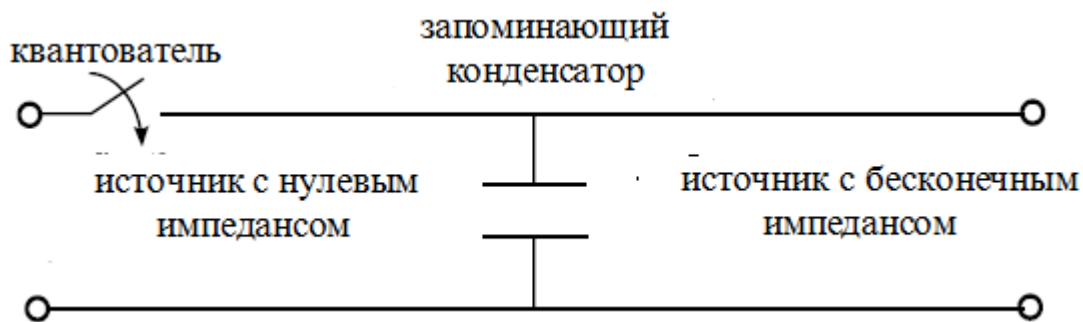 запоминающий
конденсатор
квантователь
источник с нулевым
импедансом
источник с бесконечным
импедансом